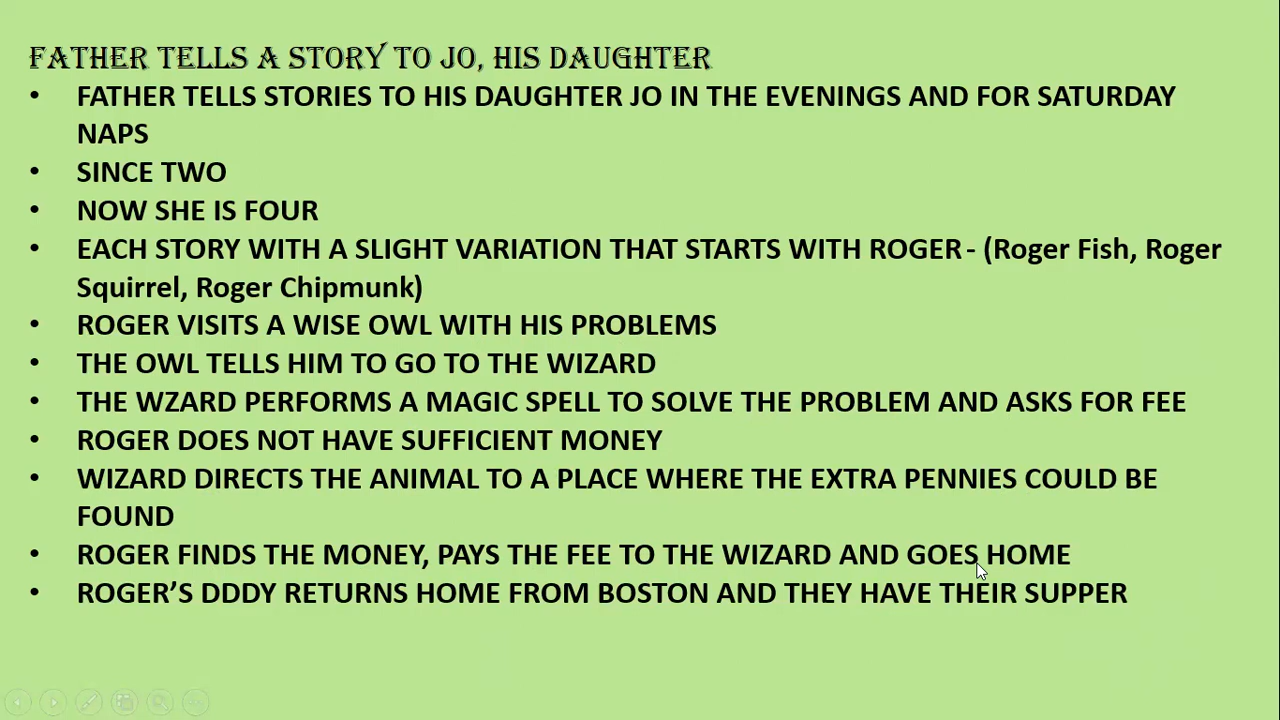 FATHER TELLS A STORY TO JO, HIS DAUGHTER
• FATHER TELLS STORIES TO HIS DAUGHTER JO IN THE EVENINGS AND FOR SATURDAY
NAPS
• SINCE TWO
• NOW SHE IS FOUR
• EACH STORY WITH A SLIGHT VARIATION THAT STARTS WITH ROGER - (Roger Fish, Roger
Squirrel, Roger Chipmunk)
• ROGER VISITS A WISE OWL WITH HIS PROBLEMS
• THE OWL TELLS HIM TO GO TO THE WIZARD
• THE WZARD PERFORMS A MAGIC SPELL TO SOLVE THE PROBLEM AND ASKS FOR FEE
• ROGER DOES NOT HAVE SUFFICIENT MONEY
• WIZARD DIRECTS THE ANIMAL TO A PLACE WHERE THE EXTRA PENNIES COULD BE
FOUND
• ROGER FINDS THE MONEY, PAYS THE FEE TO THE WIZARD AND GOES HOME
• ROGER’S DDDY RETURNS HOME FROM BOSTON AND THEY HAVE THEIR SUPPER